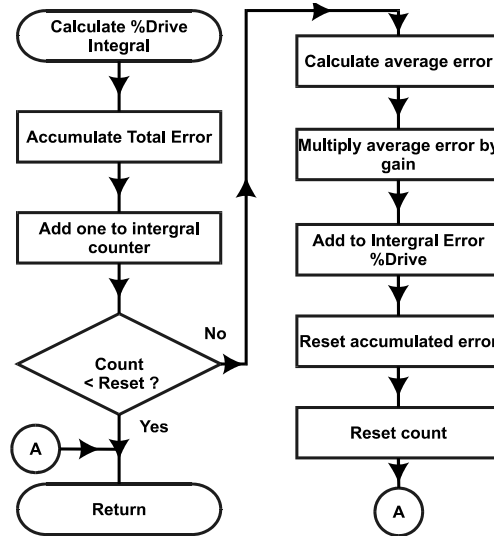 Calculate %Drive
Integral
Accumulate Total Error
Add one to intergral
counter
Count
< Reset ?
No
Yes
A
Return
Calculate average error
Multiply average error by
gain
Add to Intergral Error
%Drive
Reset accumulated error
Reset count
A